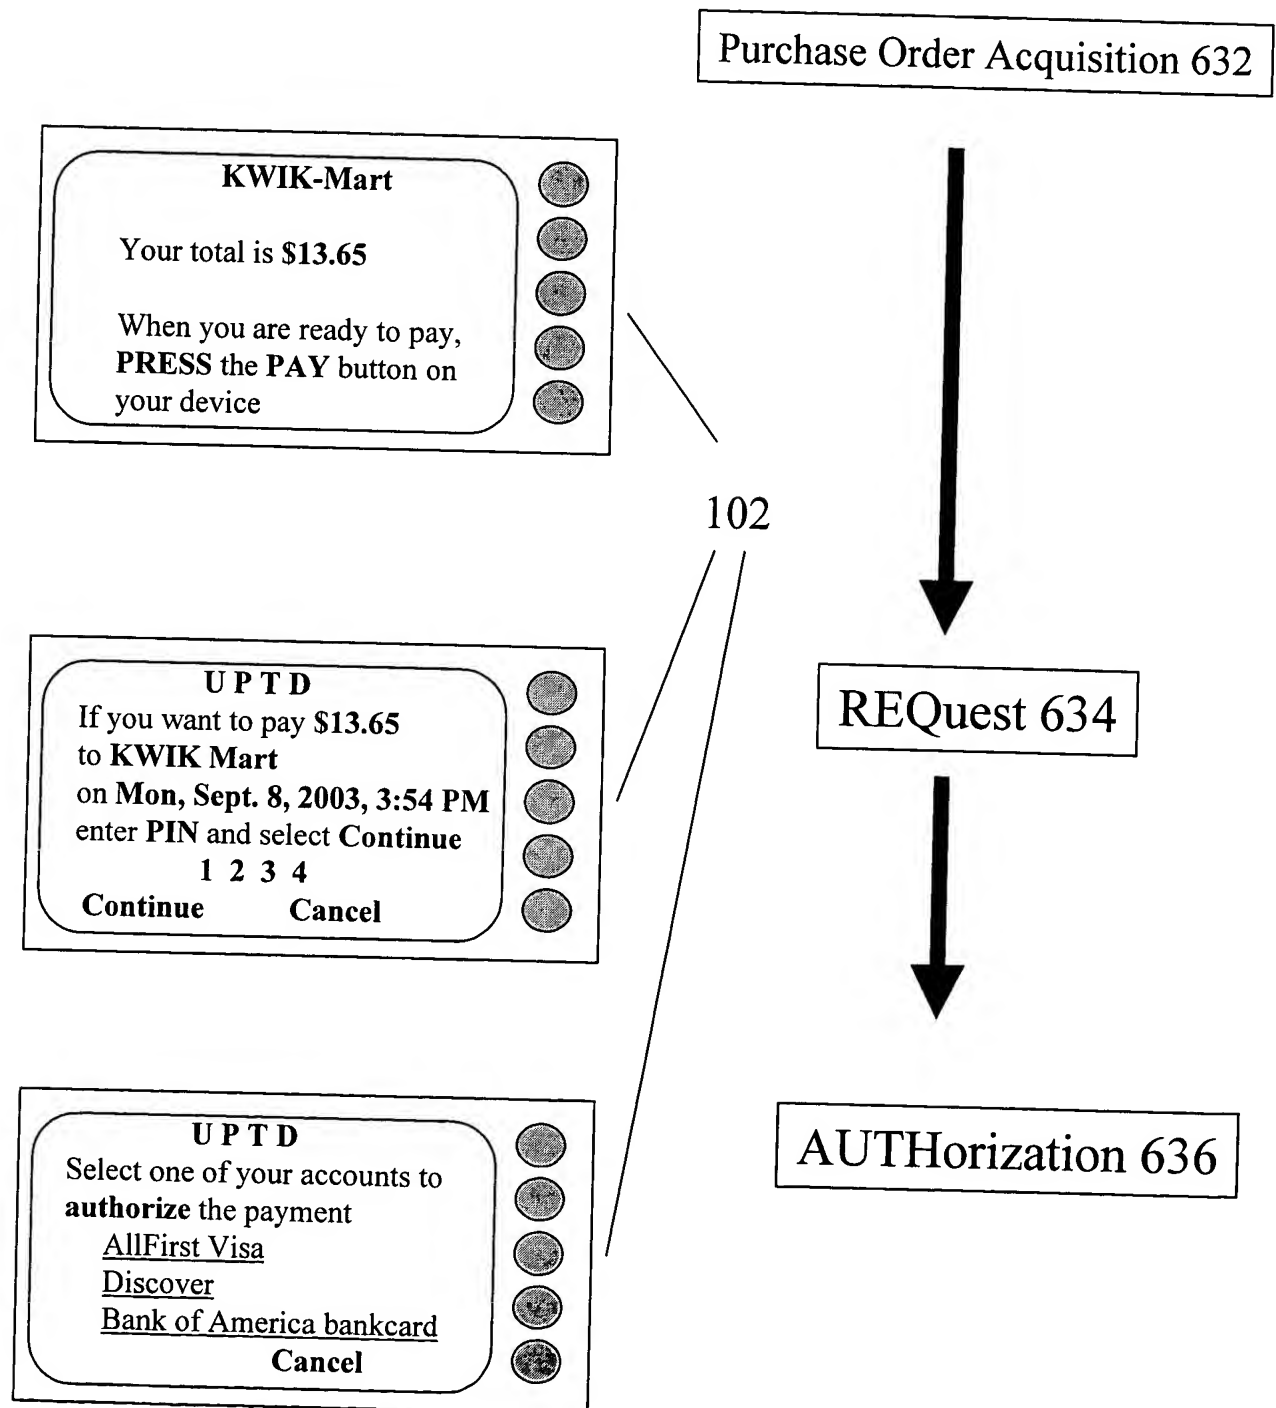 Purchase Order Acquisition 632
KWIK-Mart
Your total is $13.65
When you are ready to pay,
PRESS the PAY button on
your device
102
UPTD
If you want to pay $13.65
to KWIK Mart
on Mon, Sept. 8, 2003, 3:54 PM
enter PIN and select Continue
1 2 3 4
Continue Cancel
REQuest 634
UPTD
Select one of your accounts to
authorize the payment
AllFirst Visa
Discover
Bank of America bankcard
Cancel
AUTHorization 636